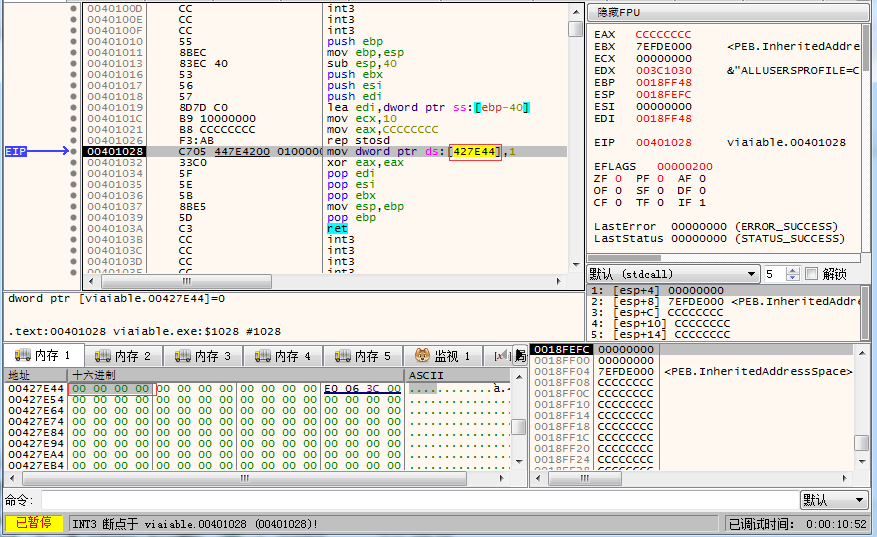 0040100D CC int3
0040100E CC int3
0040100F CC int3
00401010 55 push ebp
00401011 8BEC mov ebp,esp
00401013 83EC 40 sub esp,40
00401016 53 push ebx
00401017 56 push esi
00401018 57 push edi
00401019 8D7D C0 lea edi,dword ptr ss:[ebp-40]
0040101C B9 10000000 mov ecx,10
00401021 B8 CCCCCCCC mov eax,CCCCCCCC
00401026 F3:AB rep stosd
EIP 00401028 C705 447E4200 0100000 mov dword ptr ds:[427E44],1
00401032 33C0 xor eax,eax
00401034 5F pop edi
00401035 5E pop esi
00401036 5B pop ebx
00401037 8BE5 mov esp,ebp
00401039 5D pop ebp
0040103A C3 ret
0040103B CC int3
0040103C CC int3
0040103D CC int3
0040103E CC int3
隐藏FPU
EAX CCCCCCCC
EBX 7EFDE000 <PEB.InheritedAddre
ECX 00000000
EDX 003C1030 &"ALLUSERSPROFILE=C
EBP 0018FF48
ESP 0018FEFC
ESI 00000000
EDI 0018FF48
EIP 00401028 viaiable.00401028
EFLAGS 00000200
ZF 0 PF 0 AF 0
OF 0 SF 0 DF 0
CF 0 TF 0 IF 1
LastError 00000000 (ERROR_SUCCESS)
LastStatus 00000000 (STATUS_SUCCESS)
默认 (stdcall) 5 解锁
1: [esp+4] 00000000
2: [esp+8] 7EFDE000 <PEB.InheritedAddre
3: [esp+C] CCCCCCCC
4: [esp+10] CCCCCCCC
5: [esp+14] CCCCCCCC
dword ptr [viaiable.00427E44]=0
.text:00401028 viaiable.exe:$1028 #1028
内存 1 内存 2 内存 3 内存 4 内存 5 监视 1 [x]
地址 十六进制 ASCII
00427E44 00 00 00 00 00 00 00 00 00 00 00 00 E0 06 3C 00 ............à.<.
00427E54 00 00 00 00 00 00 00 00 00 00 00 00 00 00 00 00 ................
00427E64 00 00 00 00 00 00 00 00 00 00 00 00 00 00 00 00 ................
00427E74 00 00 00 00 00 00 00 00 00 00 00 00 00 00 00 00 ................
00427E84 00 00 00 00 00 00 00 00 00 00 00 00 00 00 00 00 ................
00427E94 00 00 00 00 00 00 00 00 00 00 00 00 00 00 00 00 ................
00427EA4 00 00 00 00 00 00 00 00 00 00 00 00 00 00 00 00 ................
00427EB4 00 00 00 00 00 00 00 00 00 00 00 00 00 00 00 00 ................
0018FEFC 00000000
0018FF00 00000000
0018FF04 7EFDE000 <PEB.InheritedAddressSpace>
0018FF08 CCCCCCCC
0018FF0C CCCCCCCC
0018FF10 CCCCCCCC
0018FF14 CCCCCCCC
0018FF18 CCCCCCCC
0018FF1C CCCCCCCC
0018FF20 CCCCCCCC
0018FF24 CCCCCCCC
命令: 默认
已暂停 INT3 断点于 viaiable.00401028 (00401028)! 已调试时间: 0:00:10:52